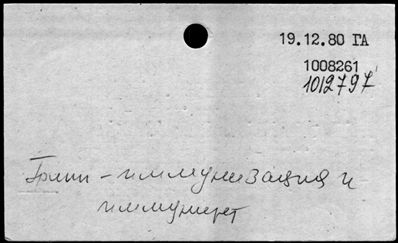 19.12.80 ГА
1008261
1012797
Грипп - иммунизация и
иммунитет